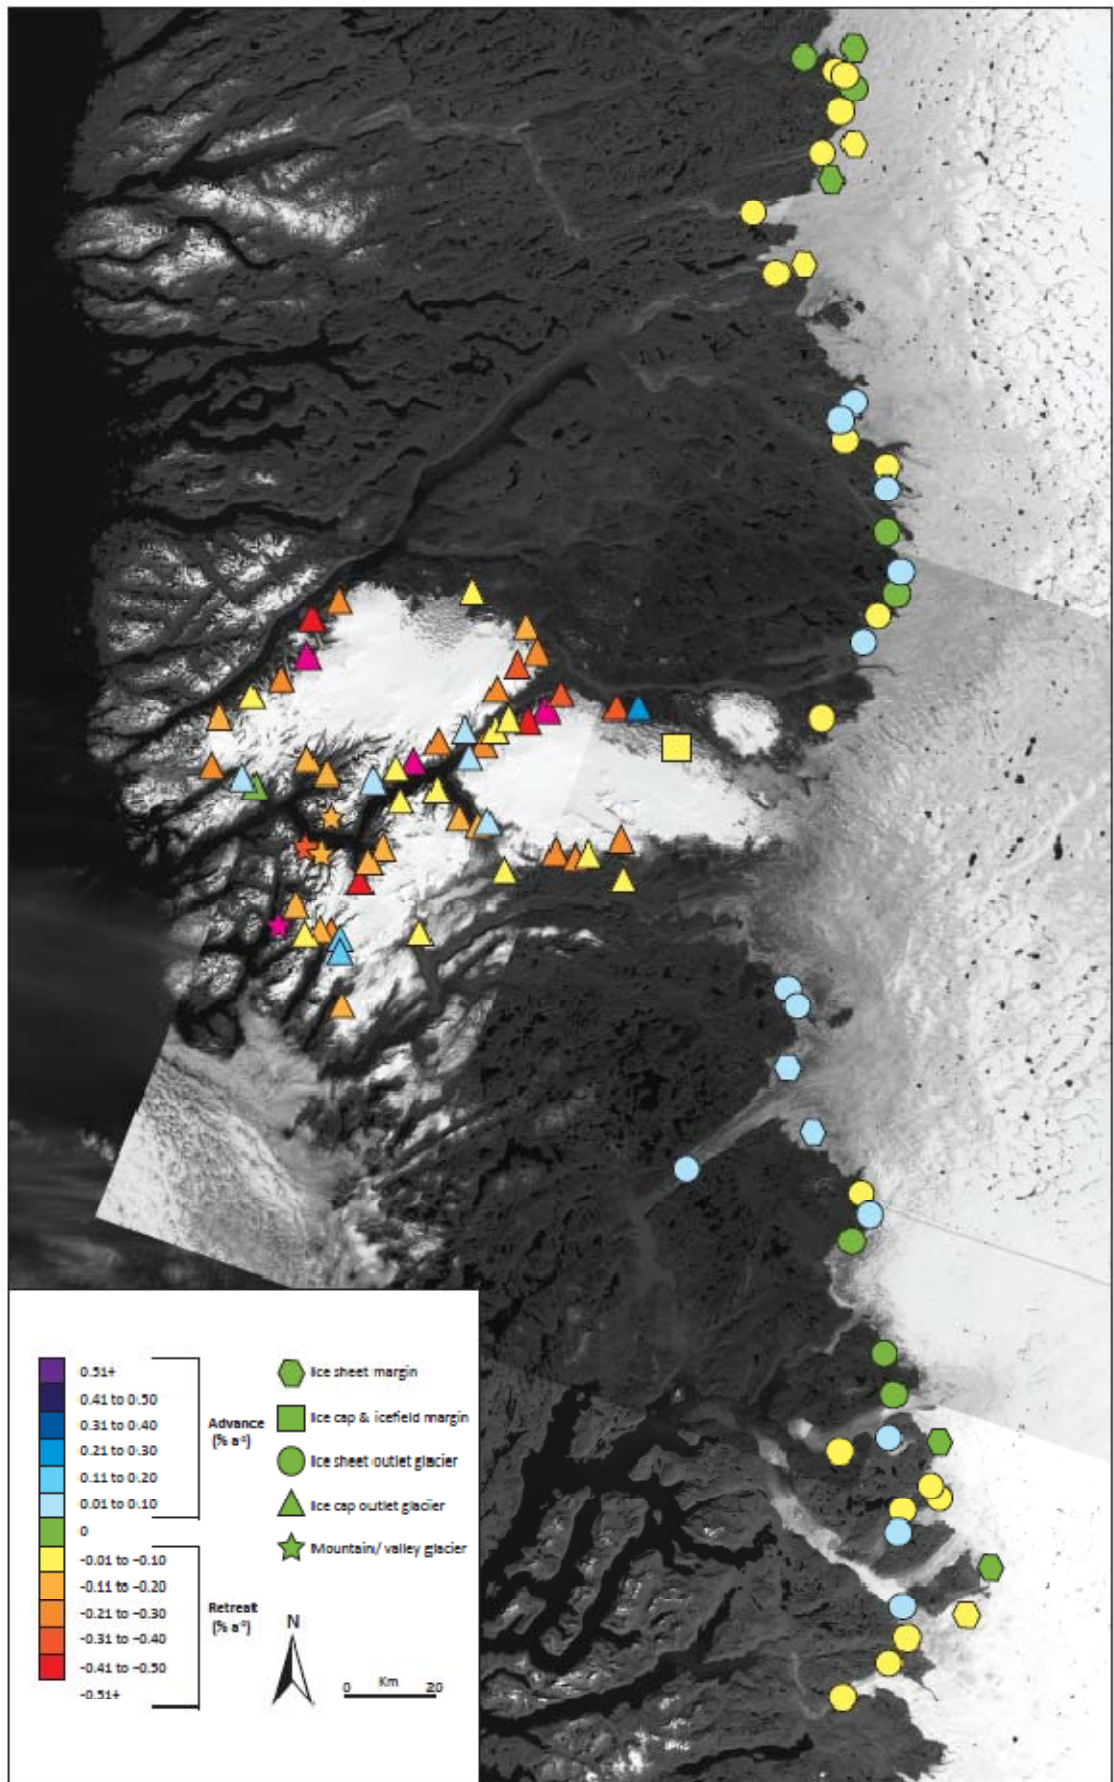 0.51+
0.41 to 0.50
0.31 to 0.40
0.21 to 0.30
0.11 to 0.20
0.01 to 0.10
0
-0.01 to -0.10
-0.11 to -0.20
-0.21 to -0.30
-0.31 to -0.40
-0.41 to -0.50
-0.51+
Advance
(% a⁻¹)
Retreat
(% a⁻¹)
Ice sheet margin
Ice cap & icefield margin
Ice sheet outlet glacier
Ice cap outlet glacier
Mountain/ valley glacier
N
Km
0 20